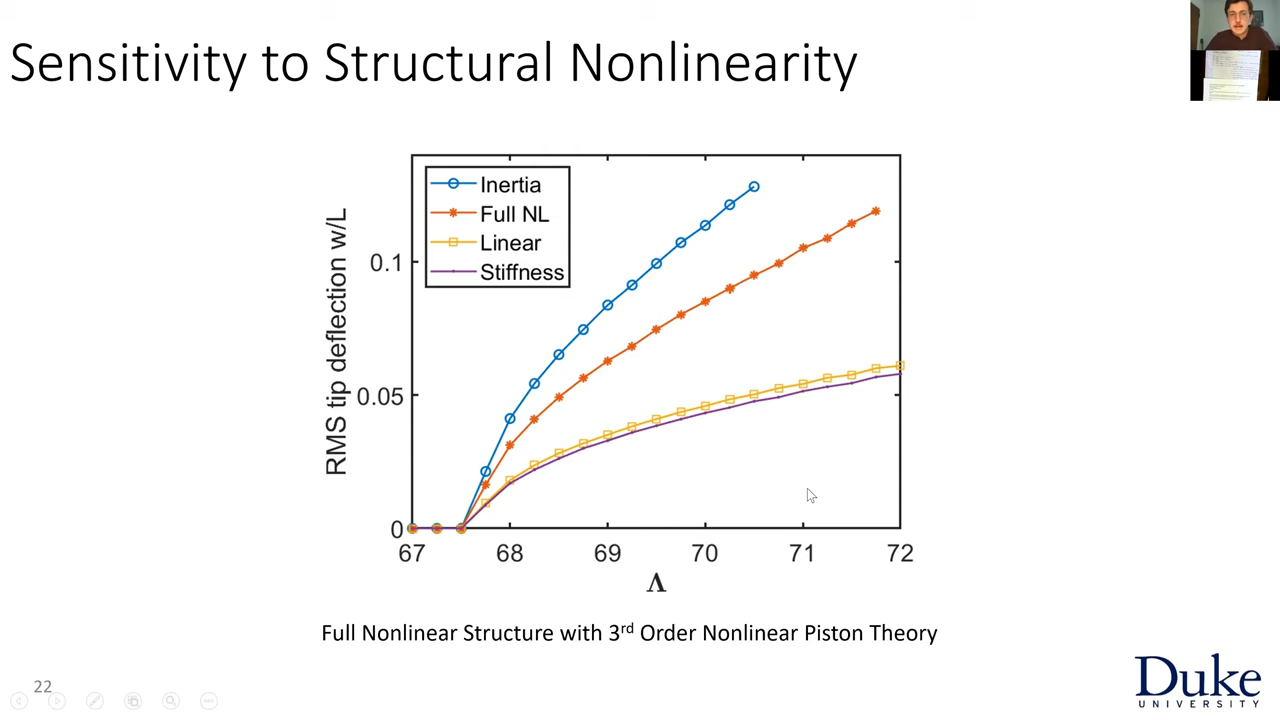 Sensitivity to Structural Nonlinearity
Inertia
Full NL
Linear
Stiffness
RMS tip deflection w/L
0.1
0.05
0
67
68
69
70
71
72
Λ
Full Nonlinear Structure with 3rd Order Nonlinear Piston Theory
22
Duke
UNIVERSITY